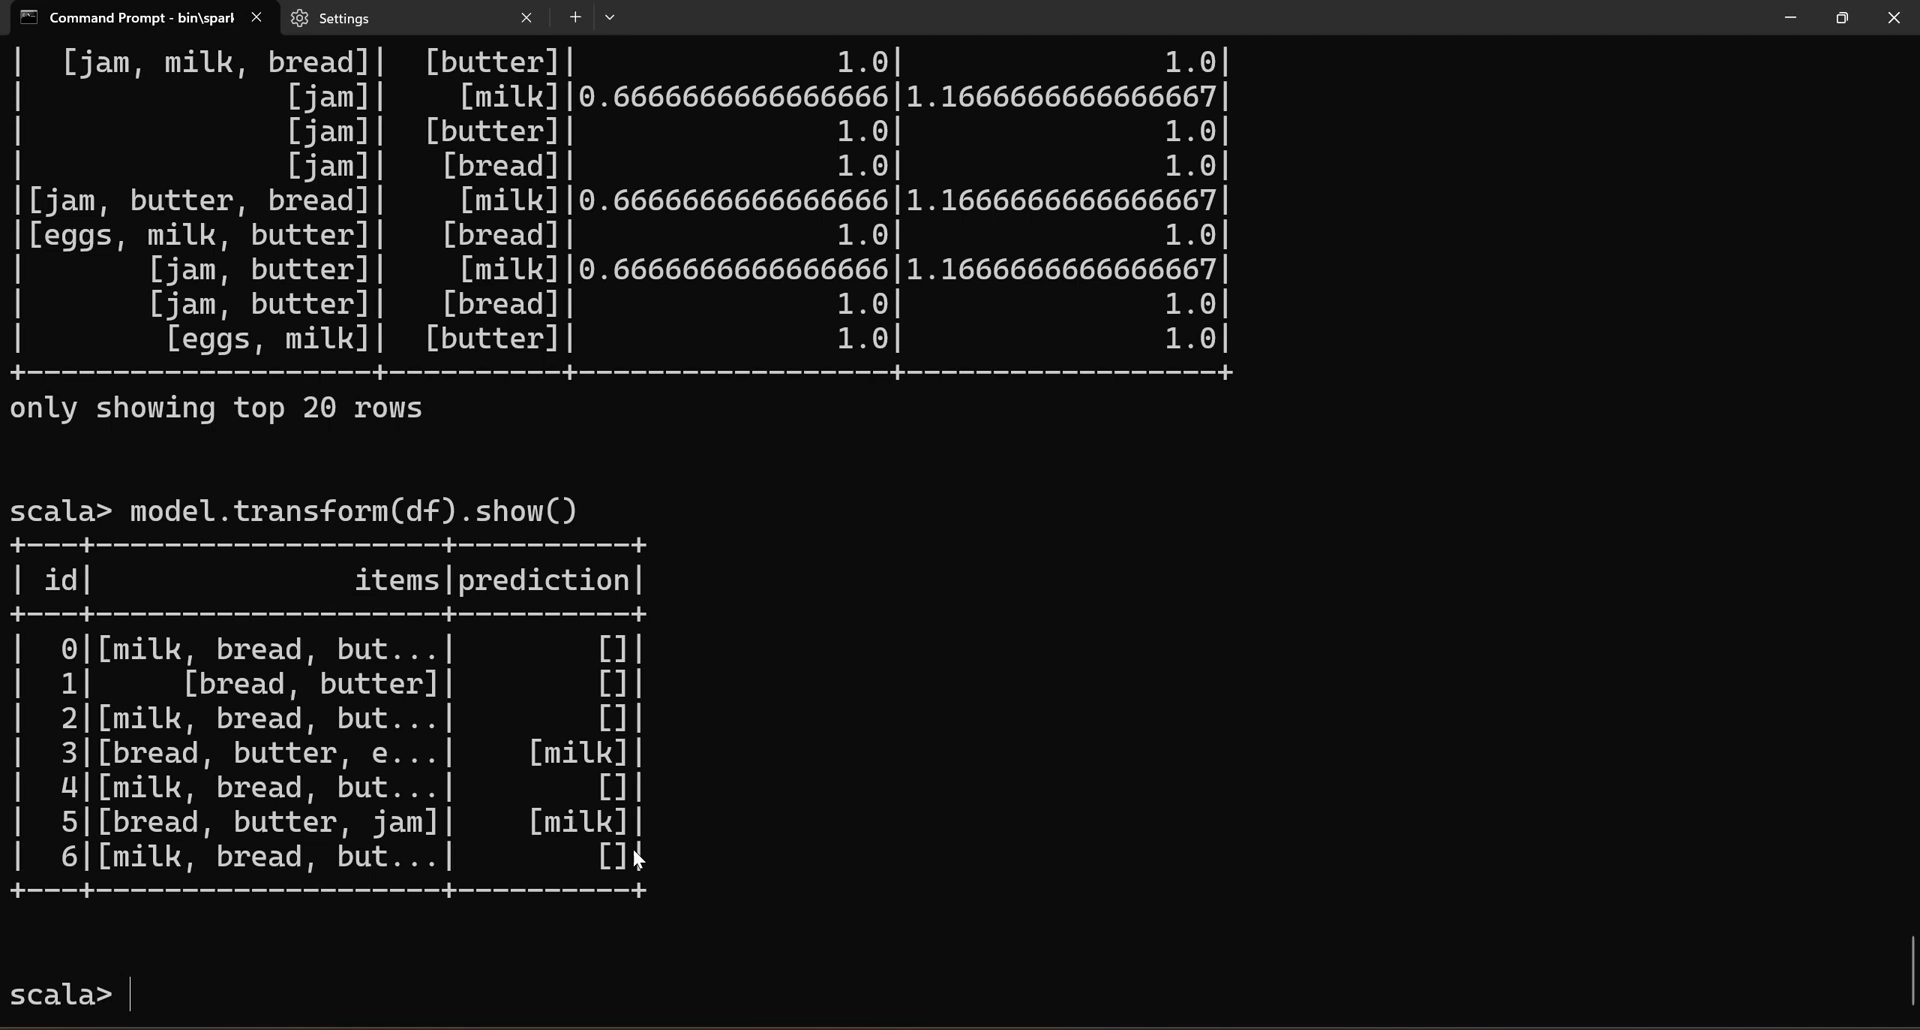 Command Prompt - bin\spark
Settings
|  [jam, milk, bread]|  [butter]|               1.0|               1.0|
|               [jam]|    [milk]|0.6666666666666666|1.1666666666666667|
|               [jam]|  [butter]|               1.0|               1.0|
|               [jam]|   [bread]|               1.0|               1.0|
|[jam, butter, bread]|    [milk]|0.6666666666666666|1.1666666666666667|
|[eggs, milk, butter]|   [bread]|               1.0|               1.0|
|       [jam, butter]|    [milk]|0.6666666666666666|1.1666666666666667|
|       [jam, butter]|   [bread]|               1.0|               1.0|
|        [eggs, milk]|  [butter]|               1.0|               1.0|
+--------------------+----------+------------------+------------------+
only showing top 20 rows
scala> model.transform(df).show()
+---+--------------------+----------+
| id|               items|prediction|
+---+--------------------+----------+
|  0|[milk, bread, but...|        []|
|  1|     [bread, butter]|        []|
|  2|[milk, bread, but...|        []|
|  3|[bread, butter, e...|    [milk]|
|  4|[milk, bread, but...|        []|
|  5|[bread, butter, jam]|    [milk]|
|  6|[milk, bread, but...|        []|
+---+--------------------+----------+
scala>